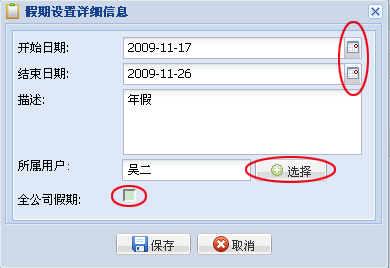 假期设置详细信息
开始日期: 2009-11-17
结束日期: 2009-11-26
描述: 年假
所属用户: 吴二 选择
全公司假期:
保存 取消